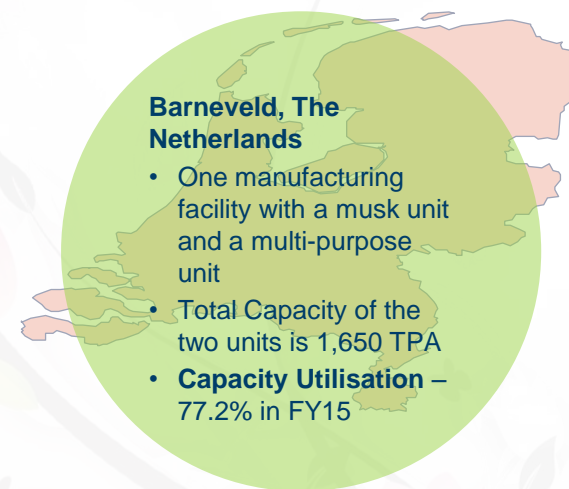 Barneveld, The
Netherlands
• One manufacturing
facility with a musk unit
and a multi-purpose
unit
• Total Capacity of the
two units is 1,650 TPA
• Capacity Utilisation –
77.2% in FY15